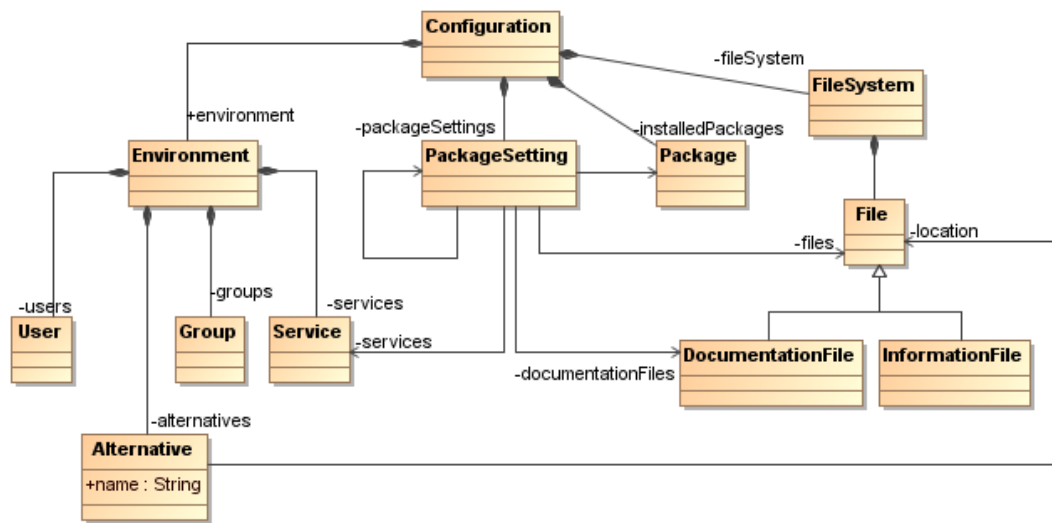 Configuration
-fileSystem
FileSystem
+environment
-packageSettings
-installedPackages
Environment
PackageSetting
Package
File
-location
-files
-users
-groups
-services
User
Group
Service
-services
DocumentationFile
InformationFile
-documentationFiles
-alternatives
Alternative
+name : String